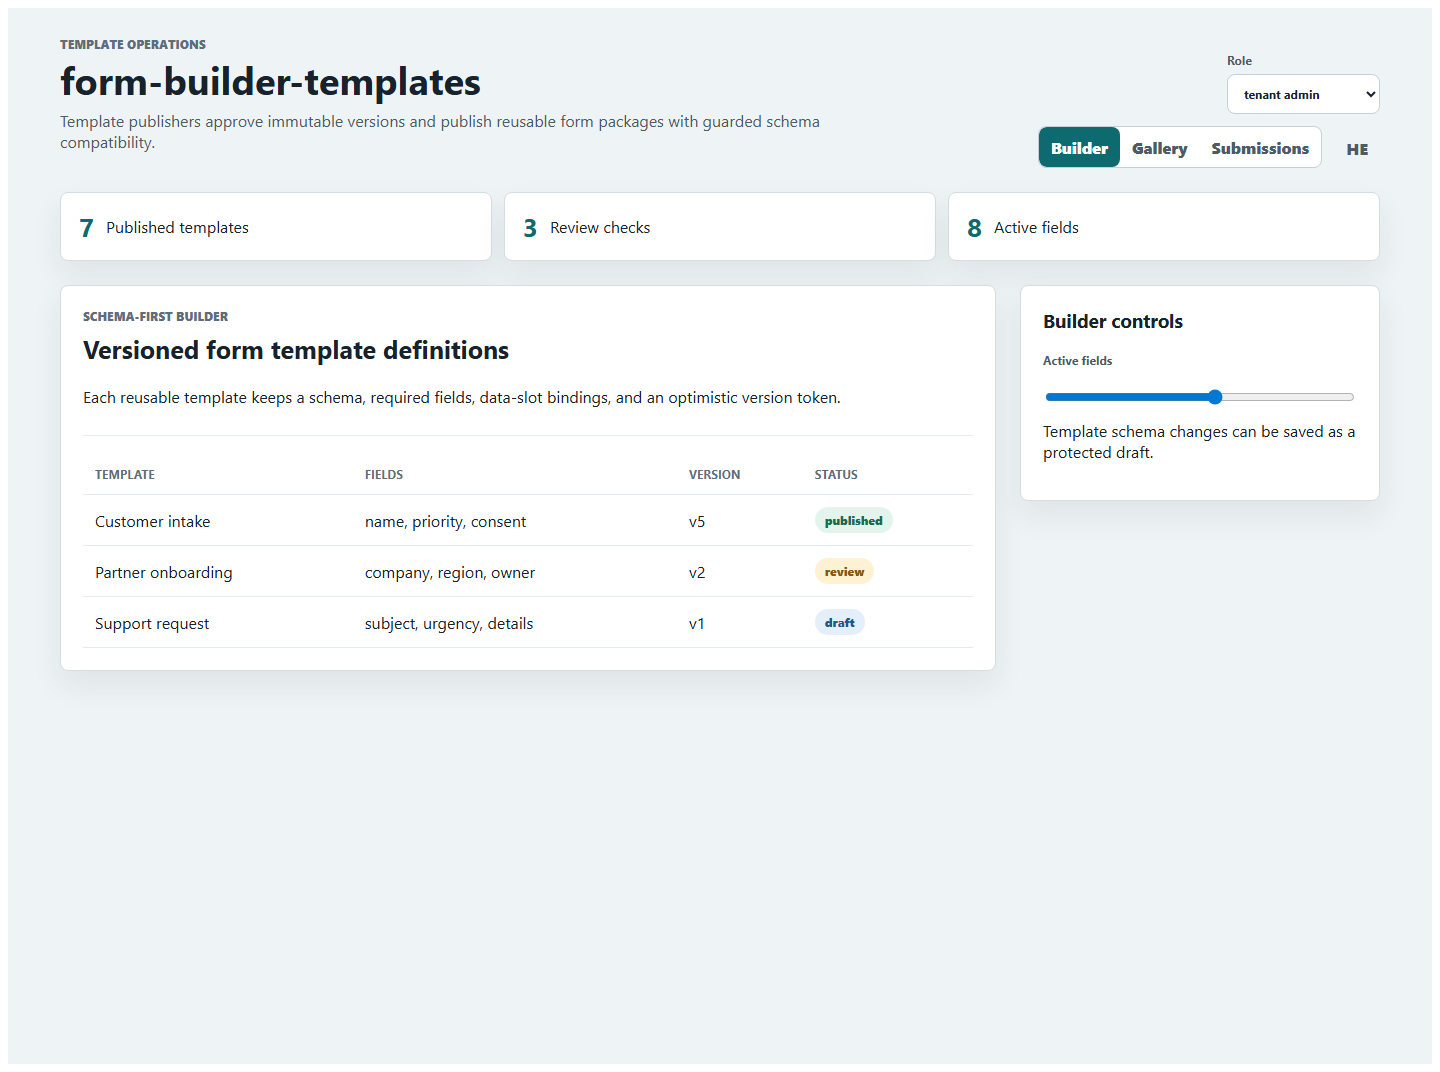 TEMPLATE OPERATIONS
form-builder-templates
Template publishers approve immutable versions and publish reusable form packages with guarded schema
compatibility.
Role
tenant admin
Builder Gallery Submissions HE
7 Published templates
3 Review checks
8 Active fields
SCHEMA-FIRST BUILDER
Versioned form template definitions
Each reusable template keeps a schema, required fields, data-slot bindings, and an optimistic version token.
TEMPLATE FIELDS VERSION STATUS
Customer intake name, priority, consent v5 published
Partner onboarding company, region, owner v2 review
Support request subject, urgency, details v1 draft
Builder controls
Active fields
Template schema changes can be saved as a
protected draft.